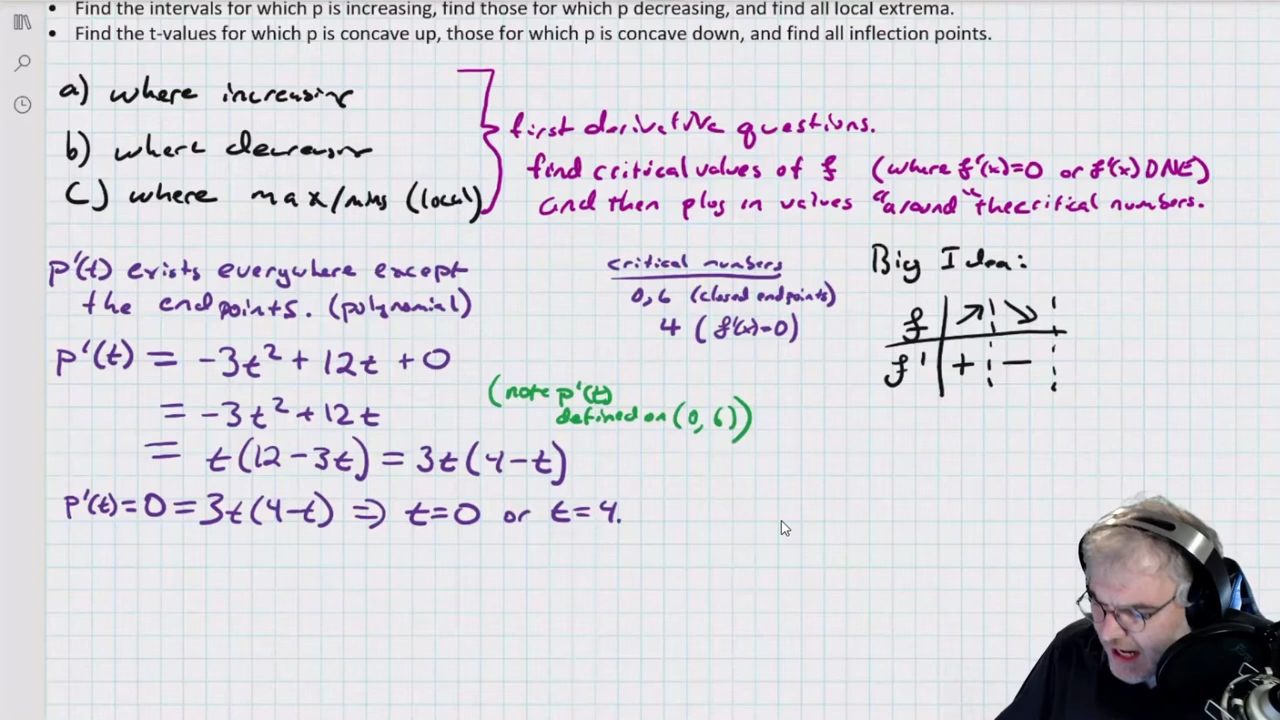 • Find the intervals for which p is increasing, find those for which p decreasing, and find all local extrema.
• Find the t-values for which p is concave up, those for which p is concave down, and find all inflection points.
a) where increasing
b) where decreasing
c) where max/mins (local)
first derivative questions.
find critical values of f (where f'(x)=0 or f'(x) DNE)
and then plug in values "around" the critical numbers.
p'(t) exists everywhere except
the endpoints. (polynomial)
p'(t) = -3t² + 12t + 0
= -3t² + 12t
= t(12-3t) = 3t(4-t)
p'(t)=0=3t(4-t) ⇒ t=0 or t=4.
critical numbers
0,6 (closed endpoints)
4 (f'(x)=0)
(note p'(t)
defined on (0,6))
Big Idea:
f ↗ ↘
f' + −